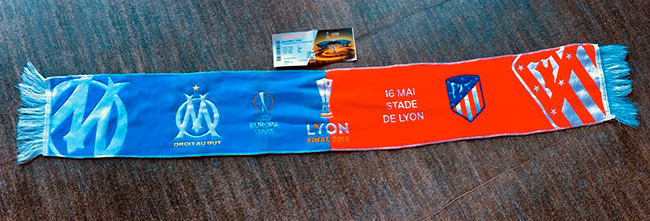 DROIT AU BUT
EUROPA
LEAGUE
LYON
FINAL 2018
16 MAI
STADE
DE LYON